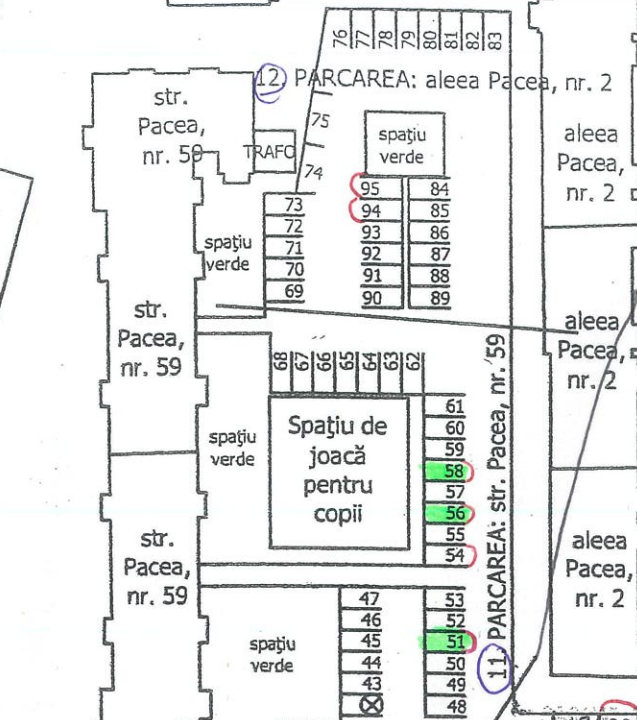 76 77 78 79 80 81 82 83
12. PARCAREA: aleea Pacea, nr. 2
str.
Pacea,
nr. 59
TRAFO
75
74
spaţiu
verde
aleea
Pacea,
nr. 2
95 84
94 85
93 86
92 87
91 88
90 89
73
72
71
70
69
spaţiu
verde
str.
Pacea,
nr. 59
aleea
Pacea,
nr. 2
68 67 66 65 64 63 62
spaţiu
verde
Spaţiu de
joacă
pentru
copii
61
60
59
58
57
56
55
54
11. PARCAREA: str. Pacea, nr. 59
str.
Pacea,
nr. 59
aleea
Pacea,
nr. 2
spaţiu
verde
47
46
45
44
43
53
52
51
50
49
48